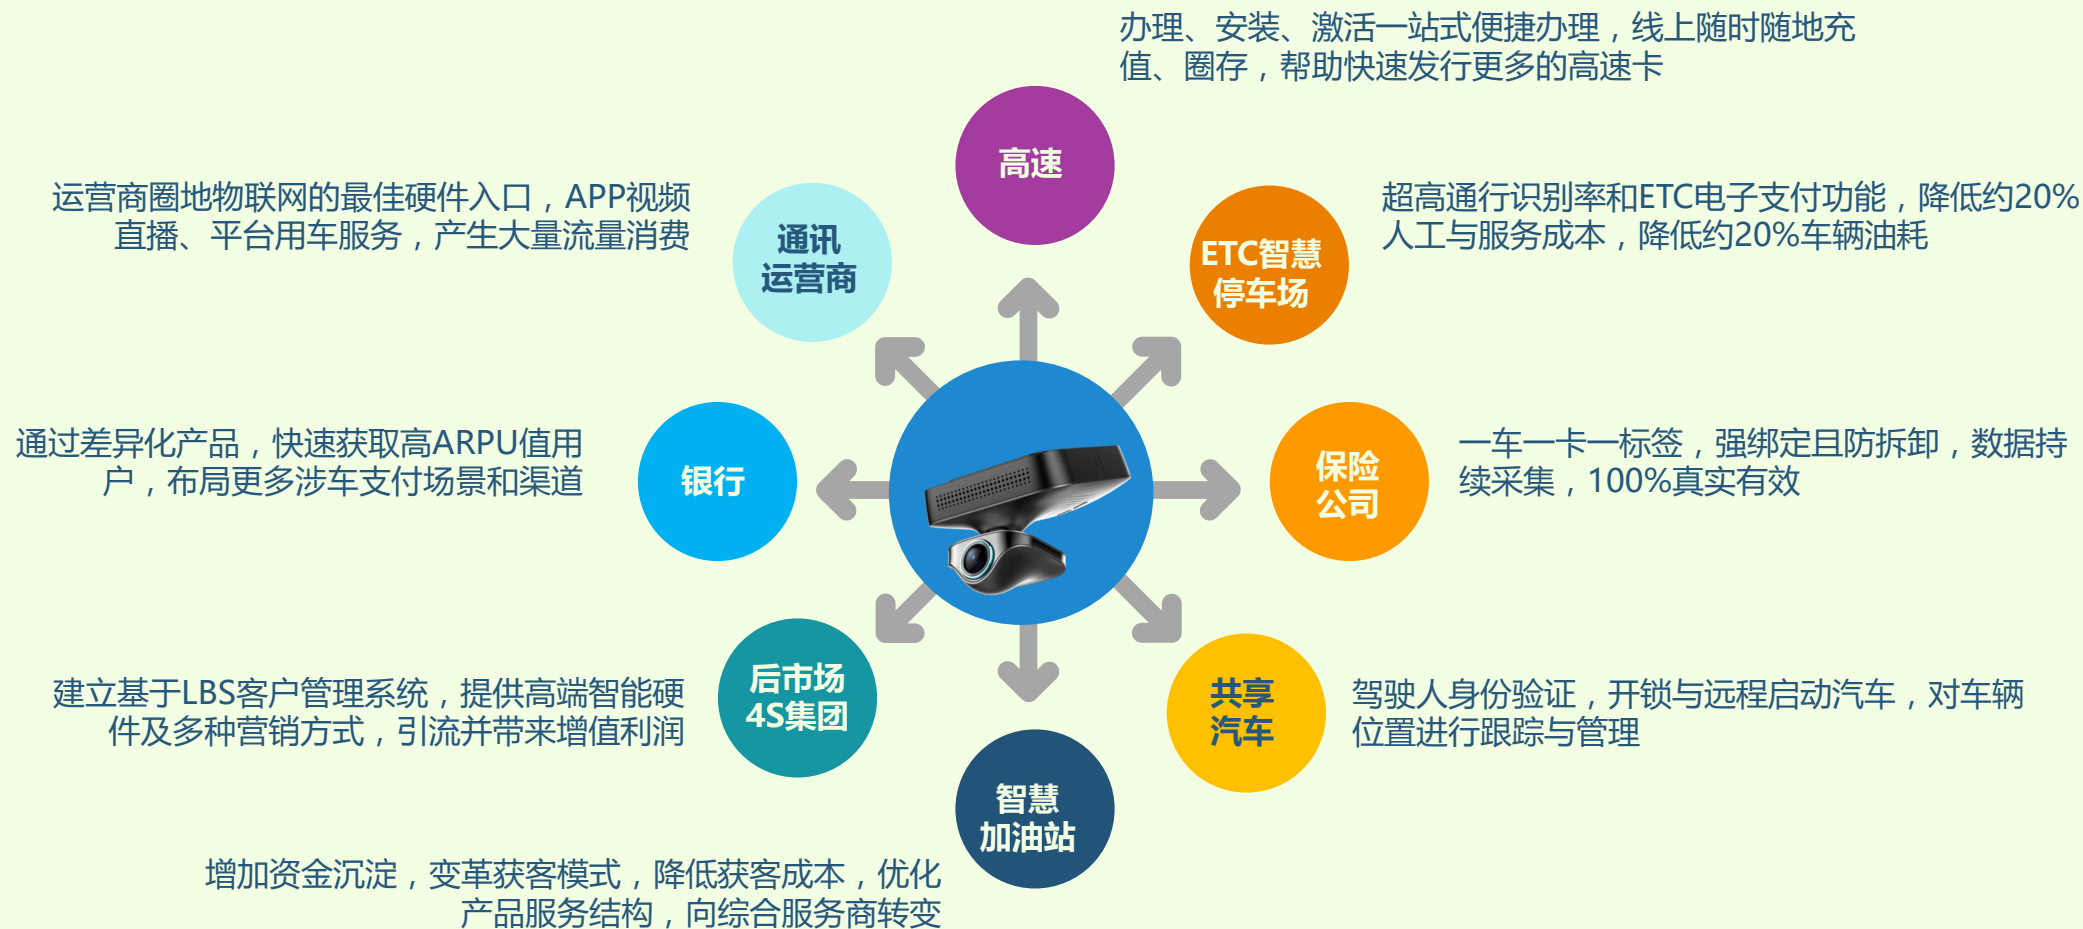 办理、安装、激活一站式便捷办理，线上随时随地充
值、圈存，帮助快速发行更多的高速卡
高速
运营商圈地物联网的最佳硬件入口，APP视频
直播、平台用车服务，产生大量流量消费
通讯
运营商
ETC智慧
停车场
超高通行识别率和ETC电子支付功能，降低约20%
人工与服务成本，降低约20%车辆油耗
通过差异化产品，快速获取高ARPU值用
户，布局更多涉车支付场景和渠道
银行
保险
公司
一车一卡一标签，强绑定且防拆卸，数据持
续采集，100%真实有效
建立基于LBS客户管理系统，提供高端智能硬
件及多种营销方式，引流并带来增值利润
后市场
4S集团
共享
汽车
驾驶人身份验证，开锁与远程启动汽车，对车辆
位置进行跟踪与管理
智慧
加油站
增加资金沉淀，变革获客模式，降低获客成本，优化
产品服务结构，向综合服务商转变